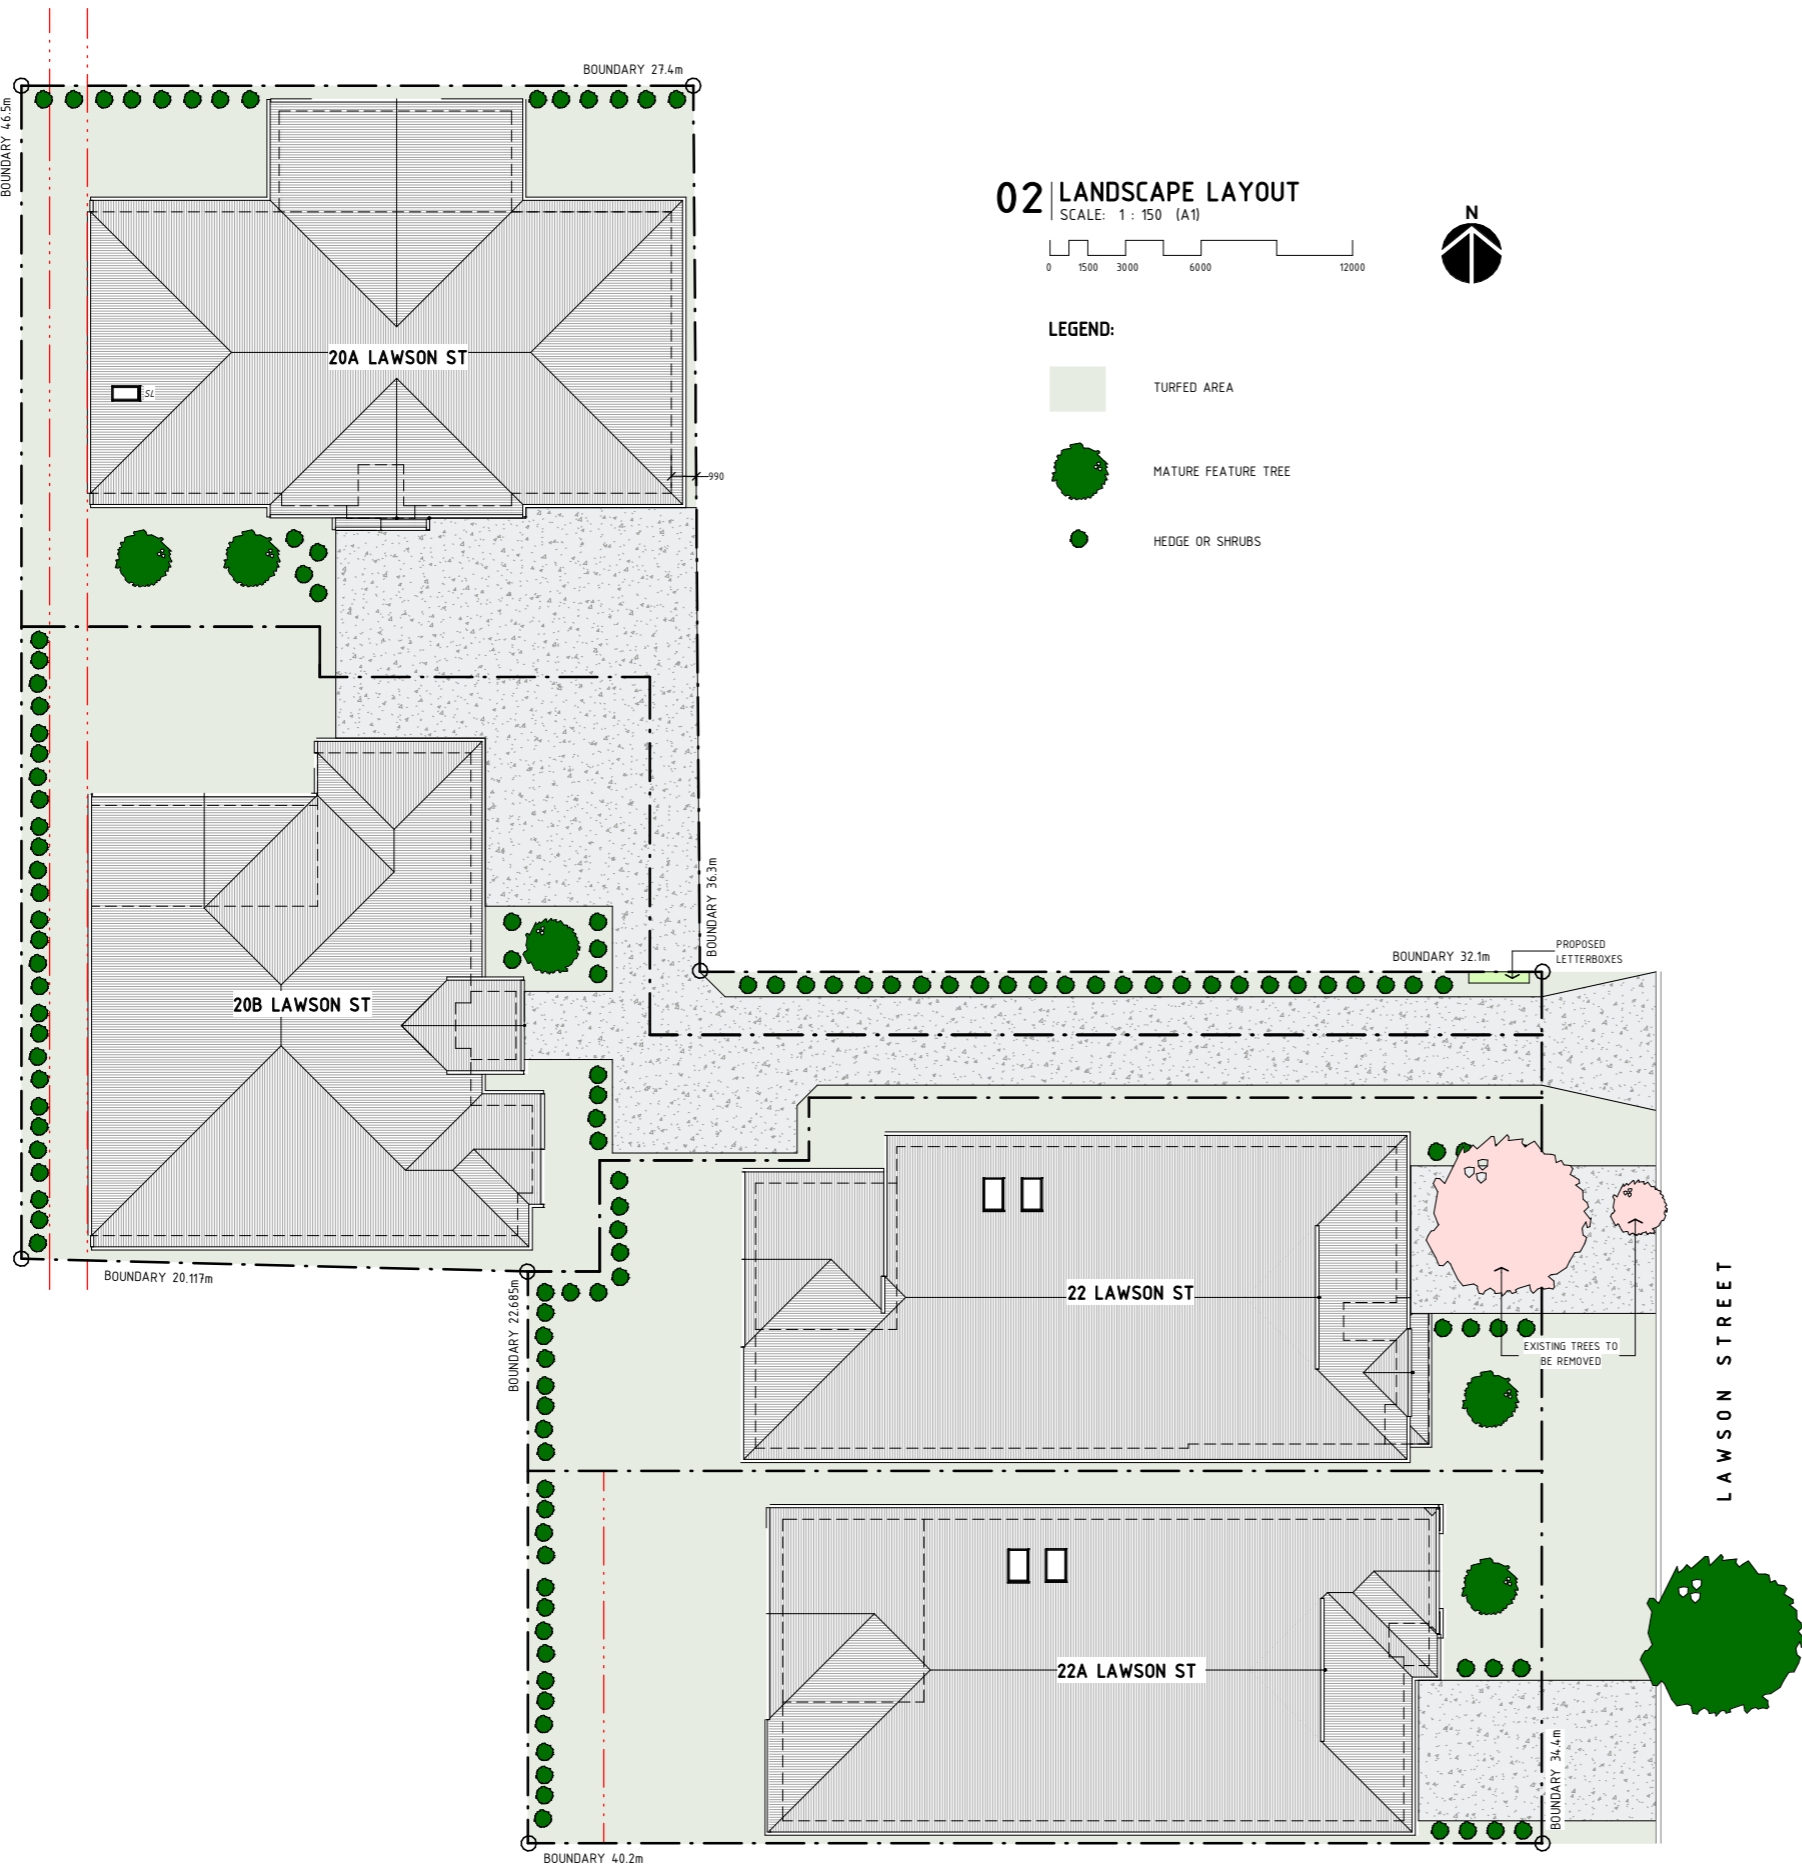 BOUNDARY 27.4m
BOUNDARY 46.5m
02 LANDSCAPE LAYOUT
SCALE: 1 : 150 (A1)
N
0 1500 3000 6000 12000
LEGEND:
20A LAWSON ST
TURFED AREA
SL
MATURE FEATURE TREE
990
HEDGE OR SHRUBS
BOUNDARY 36.3m
PROPOSED
LETTERBOXES
BOUNDARY 32.1m
20B LAWSON ST
BOUNDARY 20.117m
BOUNDARY 22.685m
22 LAWSON ST
EXISTING TREES TO
BE REMOVED
LAWSON STREET
22A LAWSON ST
BOUNDARY 34.4m
BOUNDARY 40.2m